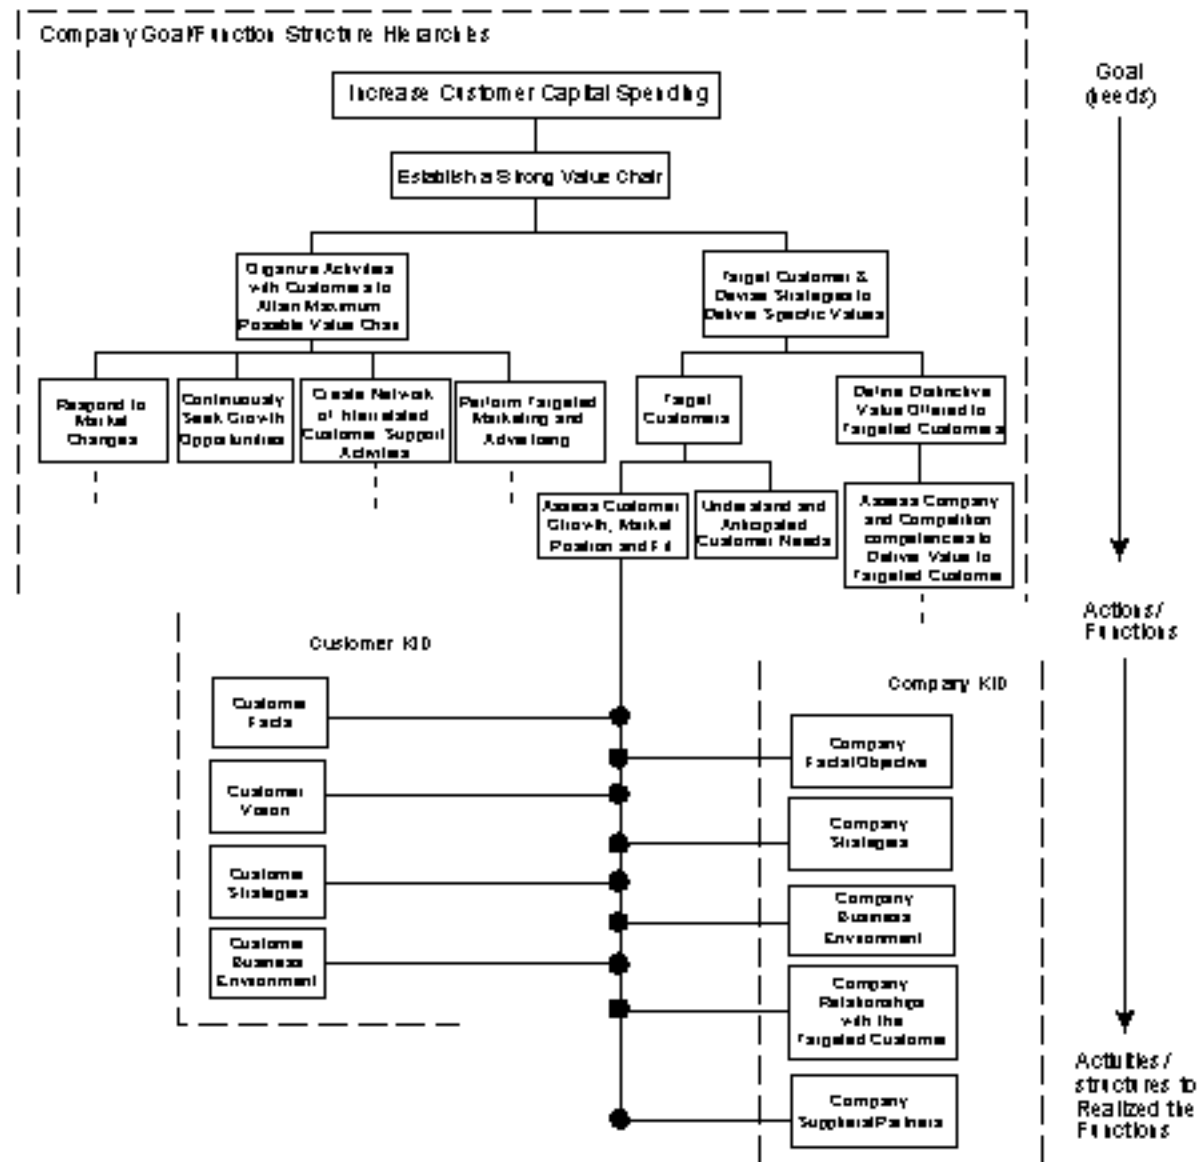 Company Goal/Function Structure Hierarchies
Goal
(needs)
Increase Customer Capital Spending
Establish a Strong Value Chair
Organize Activities
with Customers to
Attain Maximum
Possible Value Chair
Target Customer &
Devise Strategies to
Deliver Specific Values
Respond to
Market
Changes
Continuously
Seek Growth
Opportunities
Create Network
of Interrelated
Customer Support
Activities
Perform Targeted
Marketing and
Advertising
Target
Customers
Define Distinctive
Value Offered to
Targeted Customers
Assess Customer
Growth, Market
Position and Fit
Understand and
Anticipated
Customer Needs
Assess Company
and Competition
competences to
Deliver Value to
Targeted Customer
Actions/
Functions
Customer KID
Company KID
Customer
Facts
Customer
Vision
Customer
Strategies
Customer
Business
Environment
Company
Facts/Objective
Company
Strategies
Company
Business
Environment
Company
Relationships
with the
Targeted Customer
Company
Suppliers/Partners
Activities/
structures to
Realized the
Functions